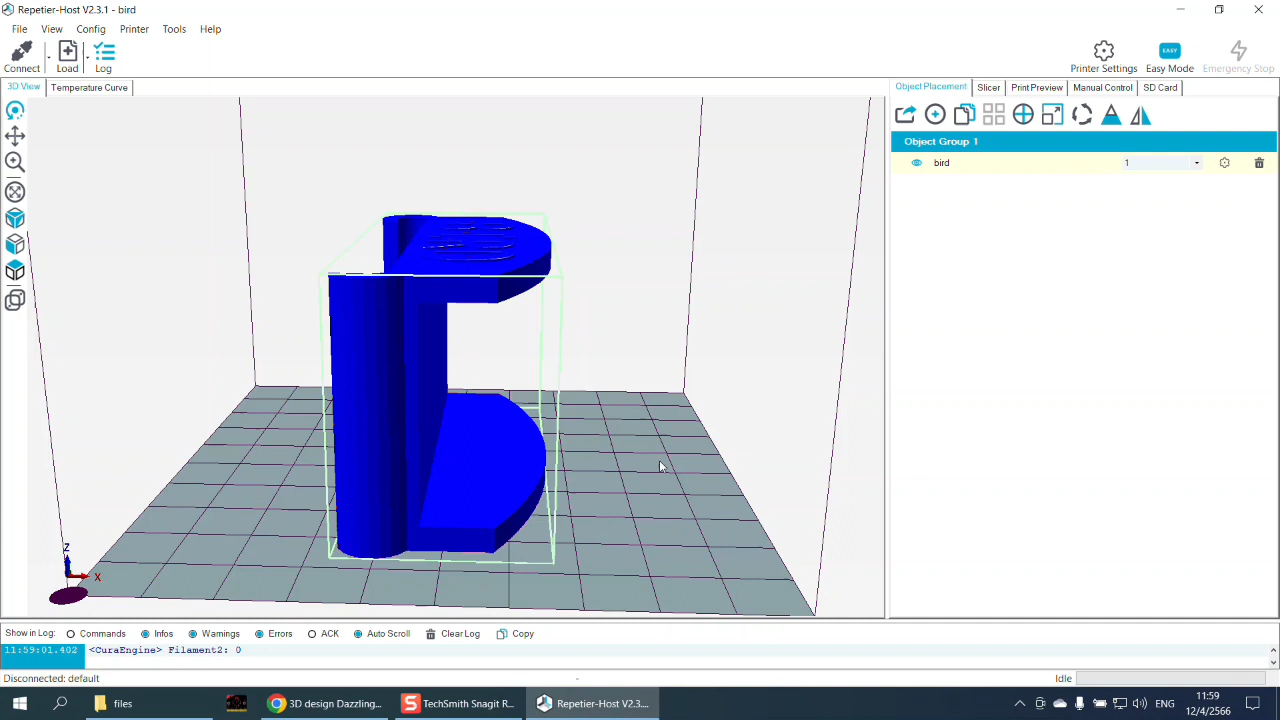 Repetier-Host V2.3.1 - bird
File View Config Printer Tools Help
Connect Load Log Printer Settings EASY Easy Mode Emergency Stop
3D View Temperature Curve Object Placement Slicer Print Preview Manual Control SD Card
Object Group 1
bird 1
Z
X
Show in Log: Commands Infos Warnings Errors ACK Auto Scroll Clear Log Copy
11:59:01.402 <CuraEngine> Filament2: 0
Disconnected: default - Idle
files 3D design Dazzling... TechSmith Snagit R... Repetier-Host V2.3.... ENG 11:59
12/4/2566